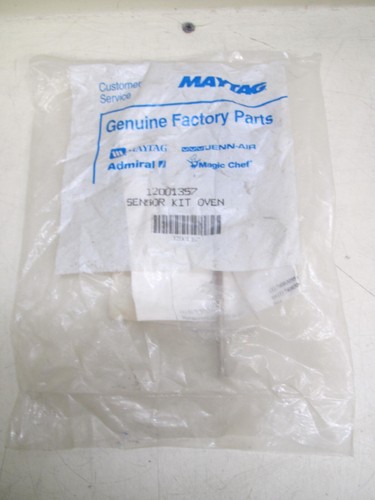 Customer
Service
MAYTAG
Genuine Factory Parts
MAYTAG JENN-AIR
Admiral Magic Chef
12001357
SENSOR KIT OVEN